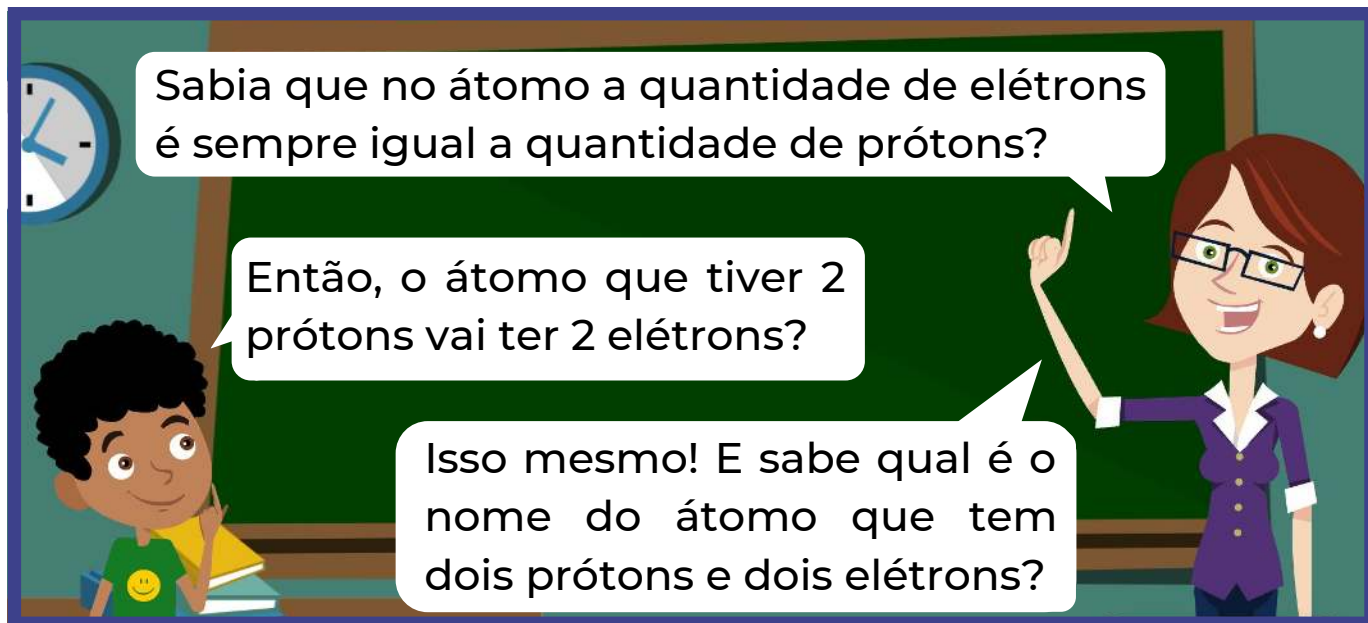 Sabia que no átomo a quantidade de elétrons
é sempre igual a quantidade de prótons?
Então, o átomo que tiver 2
prótons vai ter 2 elétrons?
Isso mesmo! E sabe qual é o
nome do átomo que tem
dois prótons e dois elétrons?